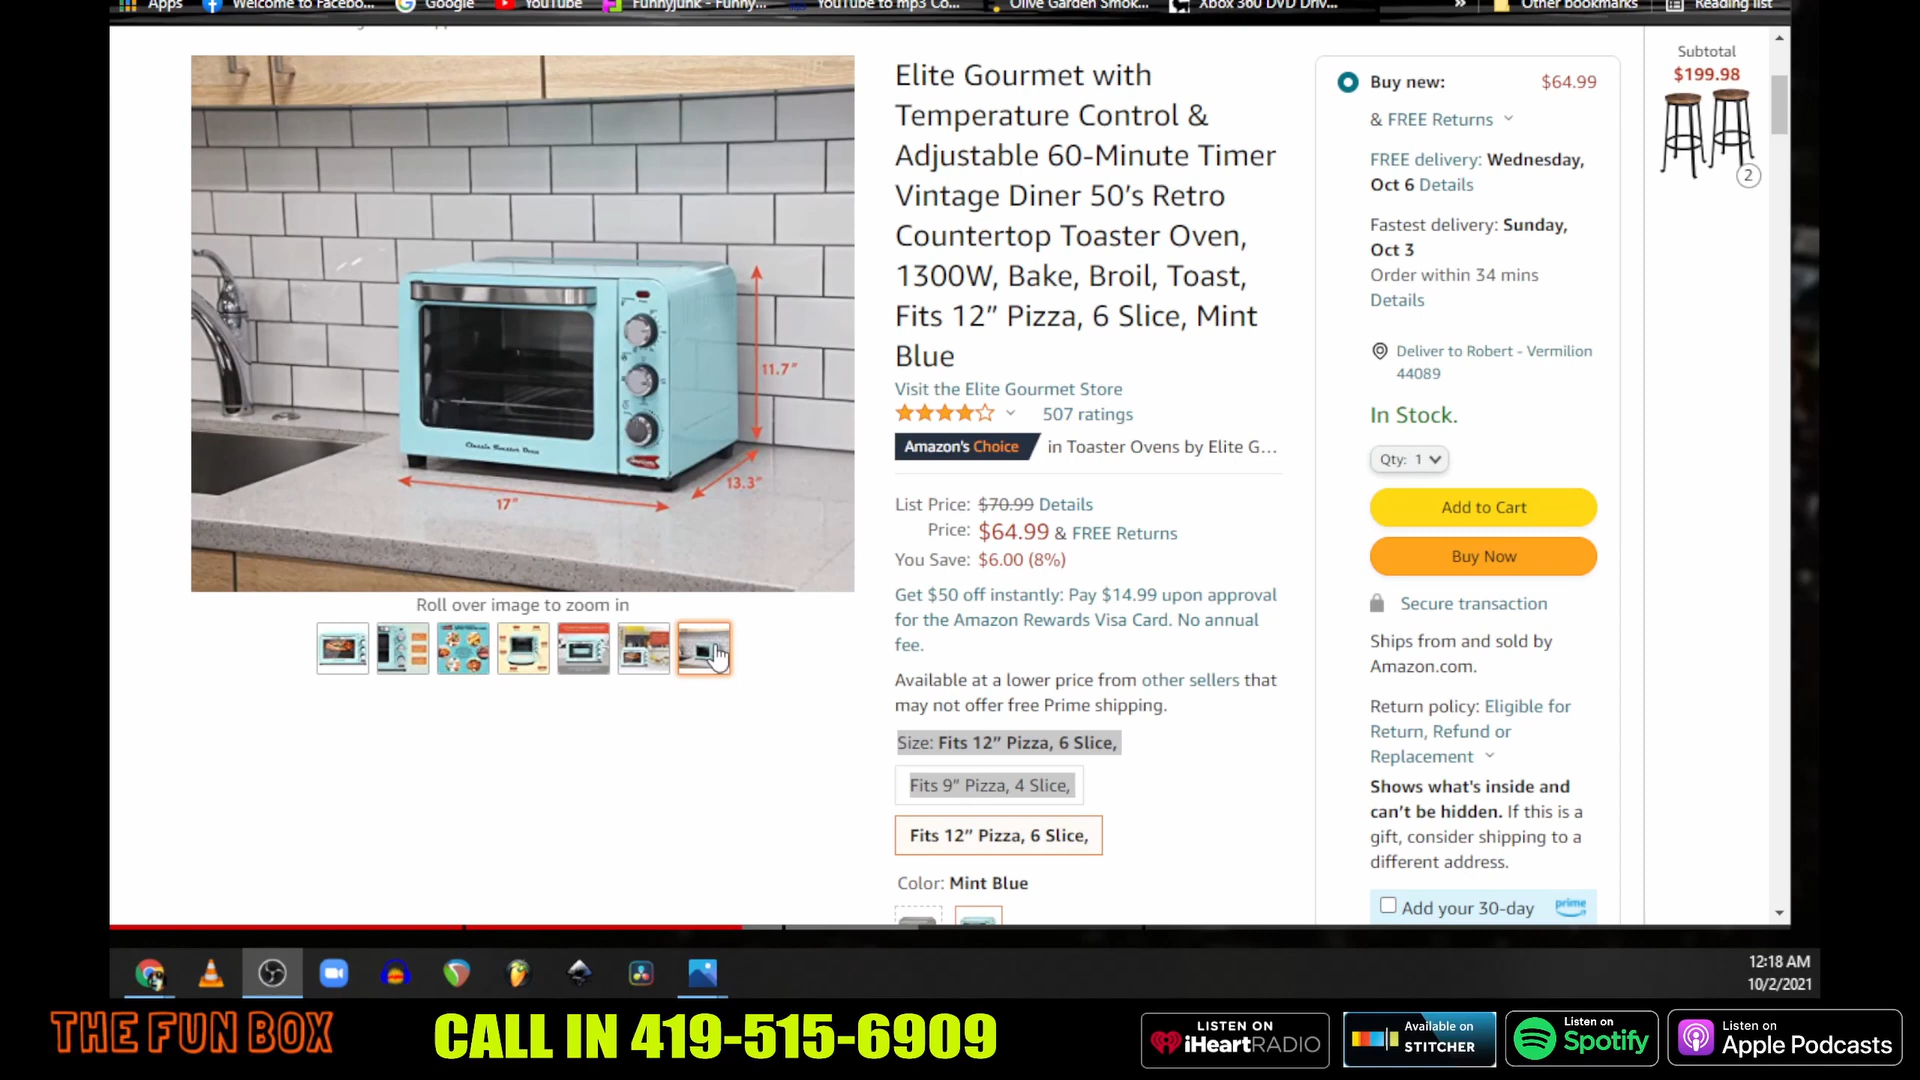 Apps
Welcome to Facebo...
Google
YouTube
Funnyjunk - Funny...
YouTube to mp3 Co...
Olive Garden Smok...
Xbox 360 DVD Driv...
»
Other bookmarks
Reading list
11.7"
13.3"
17"
Classic Toaster Oven
Roll over image to zoom in
Elite Gourmet with
Temperature Control &
Adjustable 60-Minute Timer
Vintage Diner 50’s Retro
Countertop Toaster Oven,
1300W, Bake, Broil, Toast,
Fits 12” Pizza, 6 Slice, Mint
Blue
Visit the Elite Gourmet Store
507 ratings
Amazon's Choice in Toaster Ovens by Elite G...
List Price: $70.99 Details
Price: $64.99 & FREE Returns
You Save: $6.00 (8%)
Get $50 off instantly: Pay $14.99 upon approval
for the Amazon Rewards Visa Card. No annual
fee.
Available at a lower price from other sellers that
may not offer free Prime shipping.
Size: Fits 12” Pizza, 6 Slice,
Fits 9” Pizza, 4 Slice,
Fits 12” Pizza, 6 Slice,
Color: Mint Blue
Buy new: $64.99
& FREE Returns
FREE delivery: Wednesday,
Oct 6 Details
Fastest delivery: Sunday,
Oct 3
Order within 34 mins
Details
Deliver to Robert - Vermilion
44089
In Stock.
Qty: 1
Add to Cart
Buy Now
Secure transaction
Ships from and sold by
Amazon.com.
Return policy: Eligible for
Return, Refund or
Replacement
Shows what's inside and
can’t be hidden. If this is a
gift, consider shipping to a
different address.
Add your 30-day prime
Subtotal
$199.98
2
12:18 AM
10/2/2021
THE FUN BOX
CALL IN 419-515-6909
LISTEN ON
iHeartRADIO
Available on
STITCHER
Listen on
Spotify
Listen on
Apple Podcasts